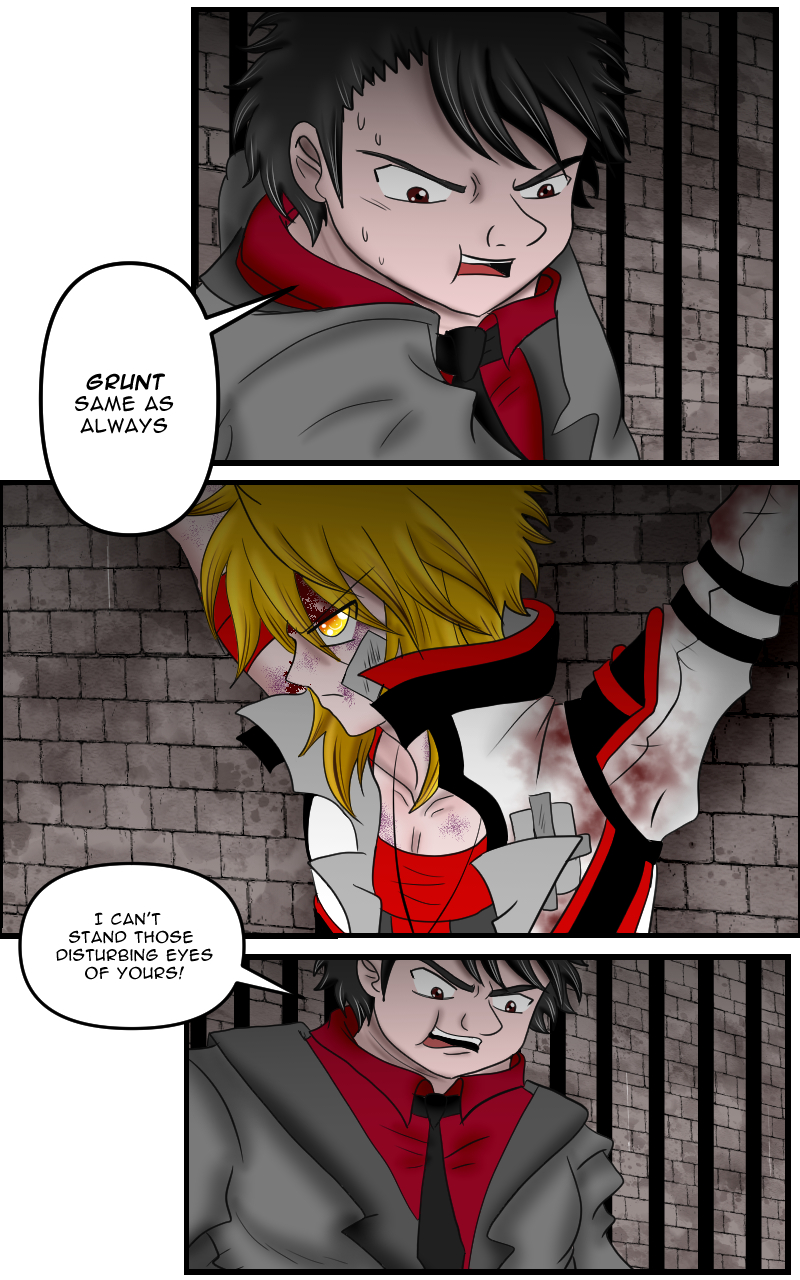 GRUNT
SAME AS
ALWAYS
I CAN'T
STAND THOSE
DISTURBING EYES
OF YOURS!